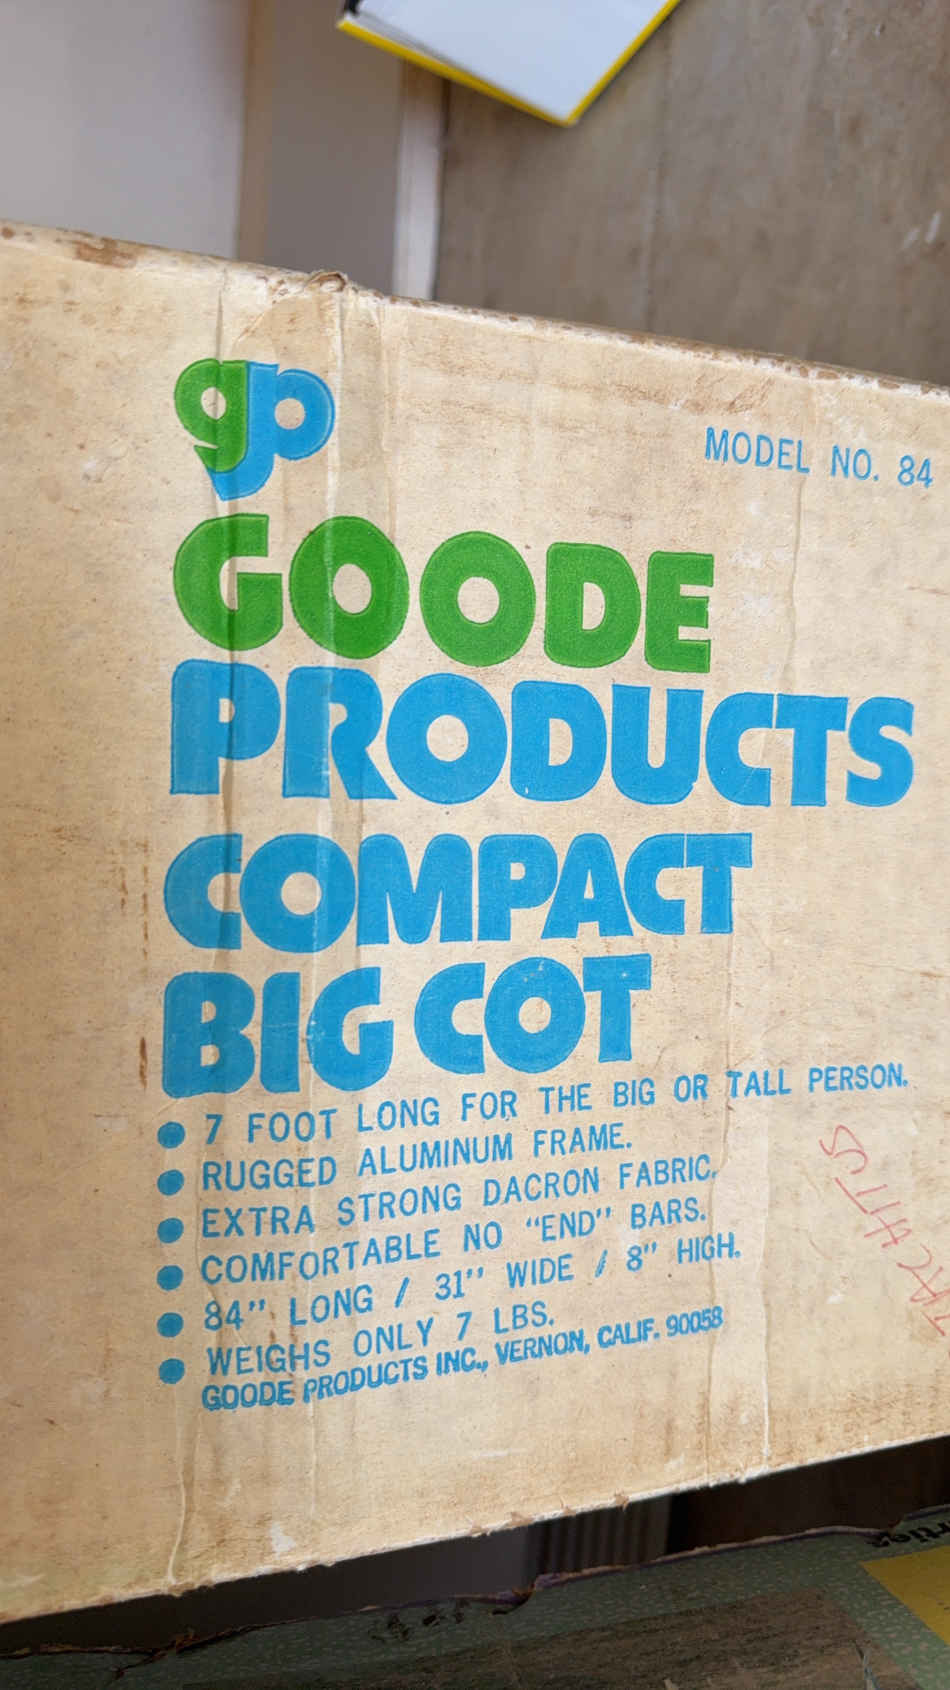 gp
MODEL NO. 84
GOODE
PRODUCTS
COMPACT
BIG COT
• 7 FOOT LONG FOR THE BIG OR TALL PERSON.
• RUGGED ALUMINUM FRAME.
• EXTRA STRONG DACRON FABRIC.
• COMFORTABLE NO "END" BARS.
• 84" LONG / 31" WIDE / 8" HIGH.
• WEIGHS ONLY 7 LBS.
GOODE PRODUCTS INC., VERNON, CALIF. 90058